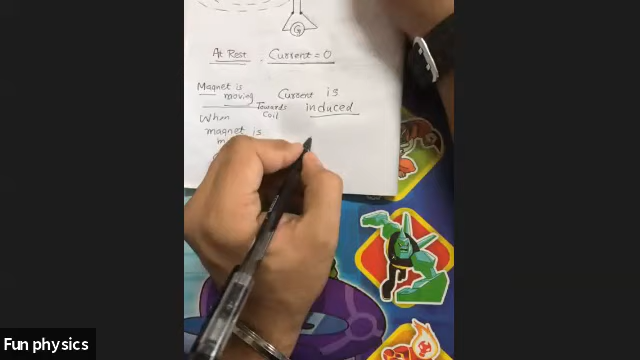 G
At Rest . Current = 0
Magnet is Current is
moving Towards induced
Coil
When
magnet is
Fun physics